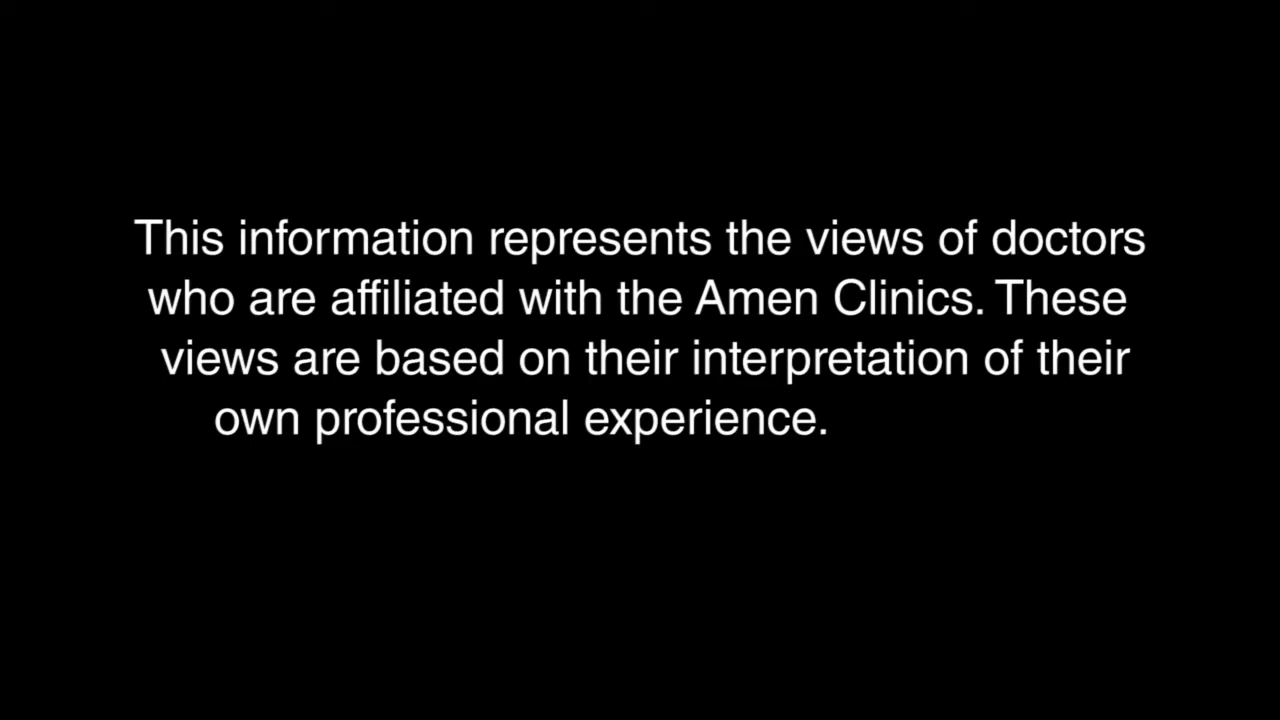 This information represents the views of doctors
who are affiliated with the Amen Clinics. These
views are based on their interpretation of their
own professional experience.